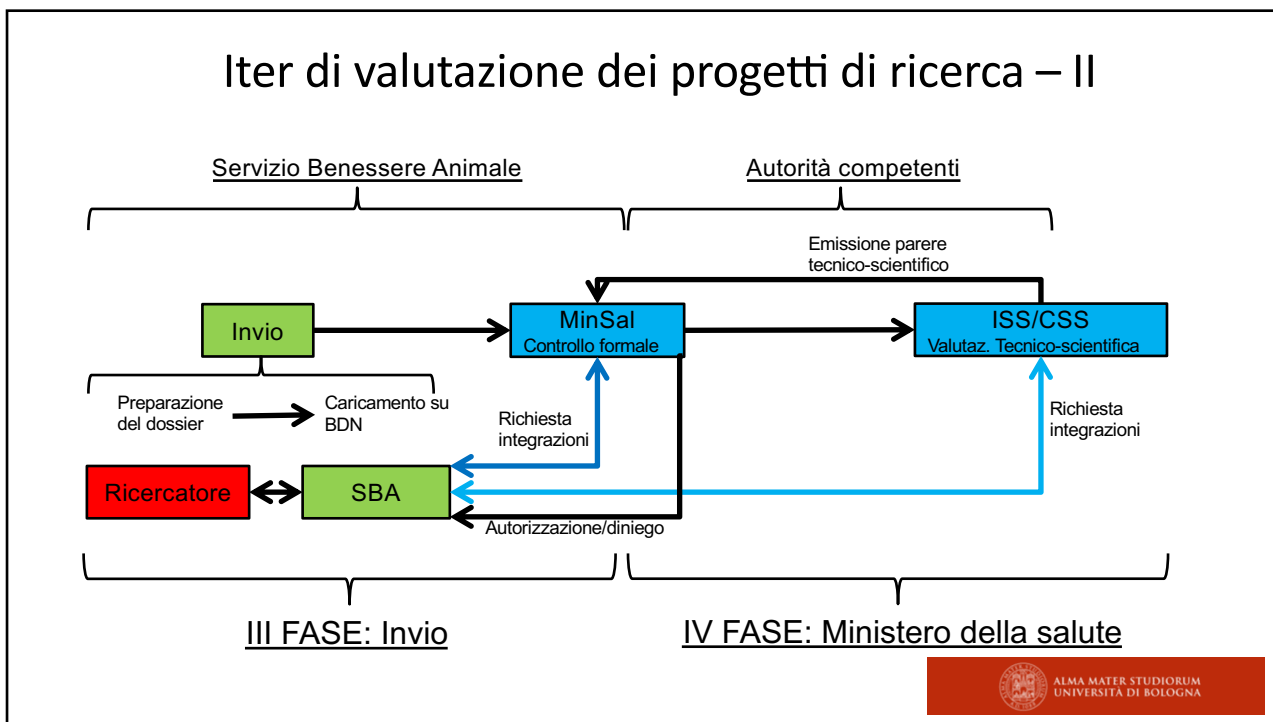 Iter di valutazione dei progetti di ricerca – II
Servizio Benessere Animale
Autorità competenti
Emissione parere
tecnico-scientifico
Invio
MinSal
Controllo formale
ISS/CSS
Valutaz. Tecnico-scientifica
Preparazione
del dossier
Caricamento su
BDN
Richiesta
integrazioni
Richiesta
integrazioni
Ricercatore
SBA
Autorizzazione/diniego
III FASE: Invio
IV FASE: Ministero della salute
ALMA MATER STUDIORUM
UNIVERSITÀ DI BOLOGNA